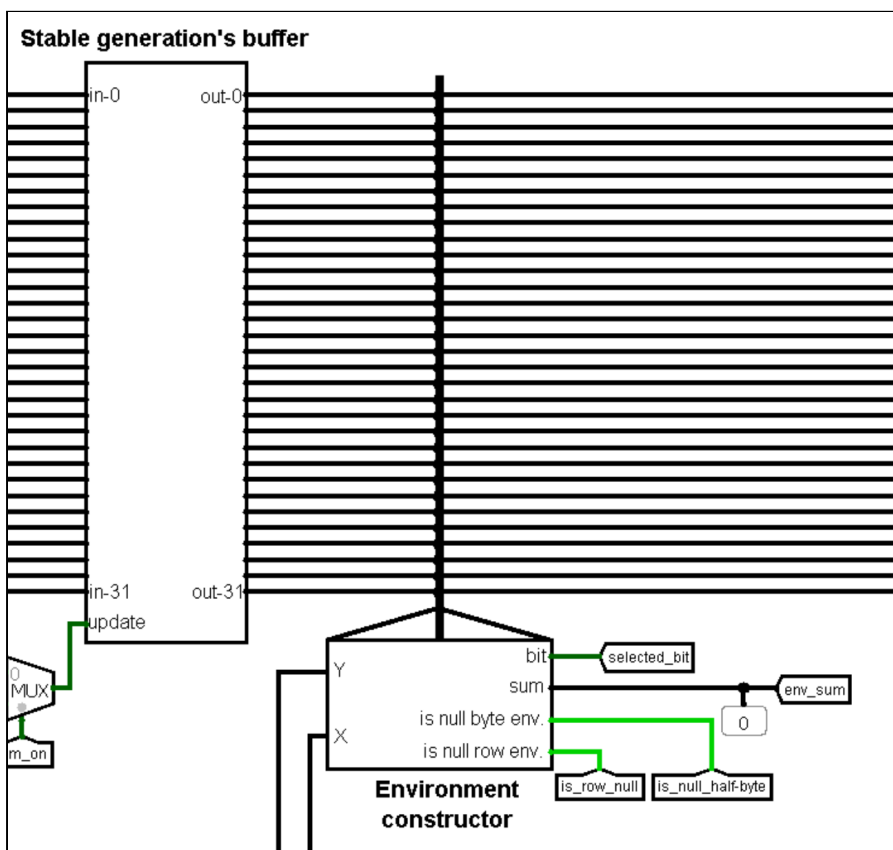 Stable generation's buffer
in-0 out-0
in-31 out-31
update
0
MUX
m_on
Y
X
bit
sum
is null byte env.
is null row env.
selected_bit
env_sum
0
is_row_null
is_null_half-byte
Environment
constructor